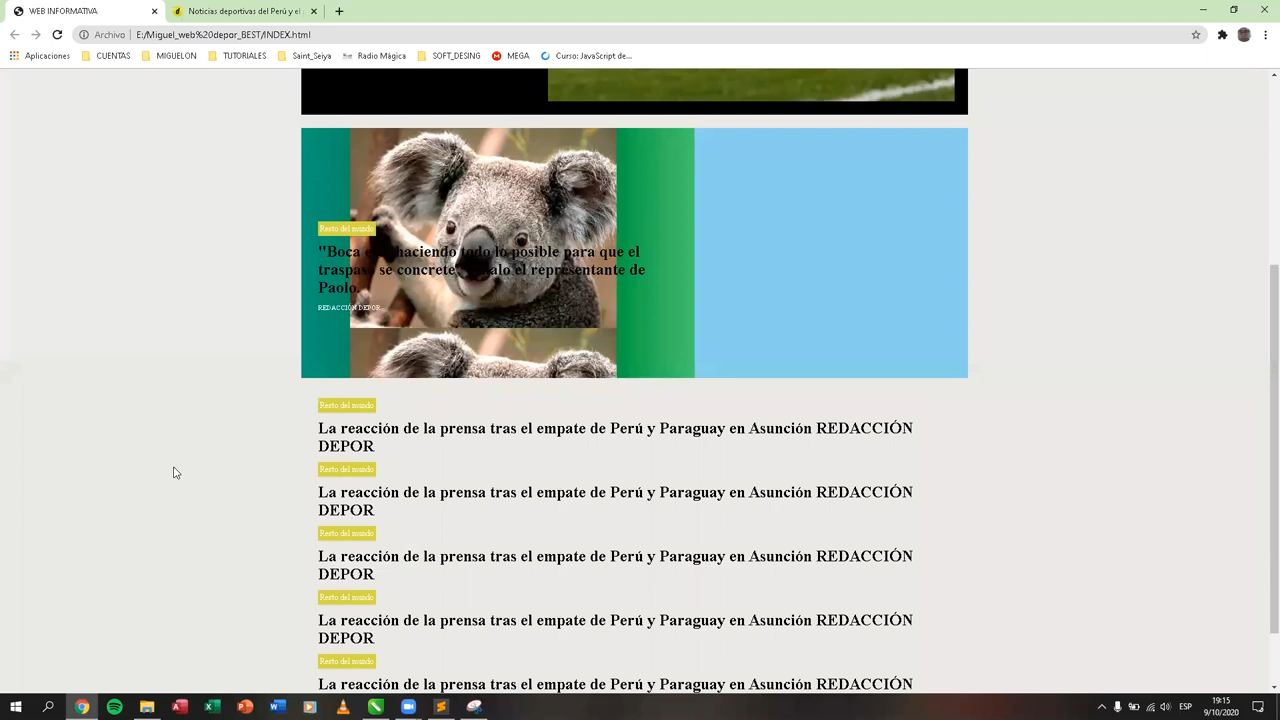 WEB INFORMATIVA
Noticias deportivas del Perú y el
Archivo
E:/Miguel_web%20depor_BEST/INDEX.html
Aplicaciones
CUENTAS
MIGUELON
TUTORIALES
Saint_Seiya
Radio Mágica
SOFT_DESING
MEGA
Curso: JavaScript de...
Resto del mundo
"Boca haciendo todo lo posible para que el
traspaso se concrete el representante de
Paolo.
REDACCIÓN DEPOR
Resto del mundo
La reacción de la prensa tras el empate de Perú y Paraguay en Asunción REDACCIÓN
DEPOR
Resto del mundo
La reacción de la prensa tras el empate de Perú y Paraguay en Asunción REDACCIÓN
DEPOR
Resto del mundo
La reacción de la prensa tras el empate de Perú y Paraguay en Asunción REDACCIÓN
DEPOR
Resto del mundo
La reacción de la prensa tras el empate de Perú y Paraguay en Asunción REDACCIÓN
DEPOR
Resto del mundo
La reacción de la prensa tras el empate de Perú y Paraguay en Asunción REDACCIÓN
ESP
19:15
9/10/2020